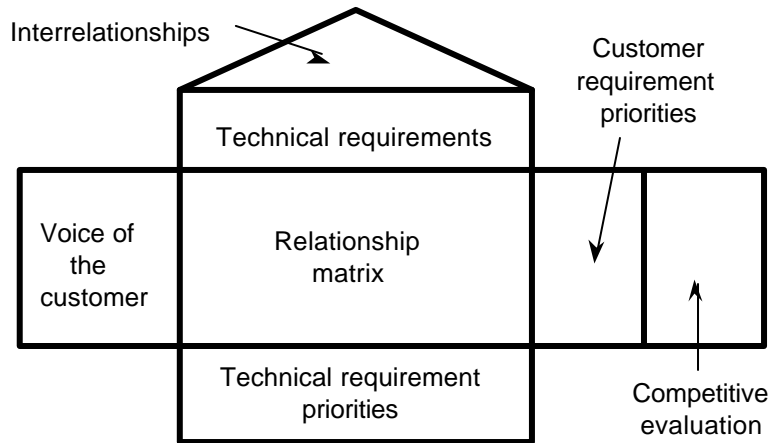 Interrelationships
Customer
requirement
priorities
Technical requirements
Voice of
the
customer
Relationship
matrix
Technical requirement
priorities
Competitive
evaluation